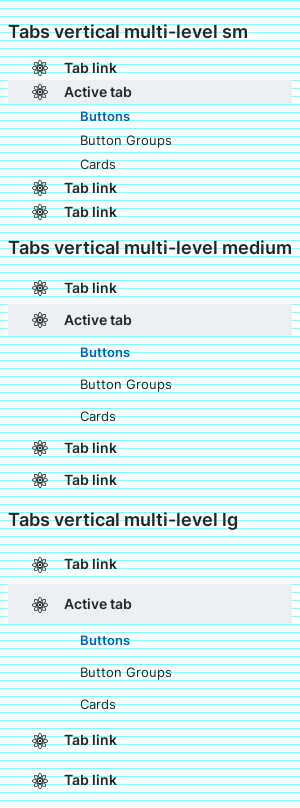 Tabs vertical multi-level sm
Tab link
Active tab
Buttons
Button Groups
Cards
Tab link
Tab link
Tabs vertical multi-level medium
Tab link
Active tab
Buttons
Button Groups
Cards
Tab link
Tab link
Tabs vertical multi-level lg
Tab link
Active tab
Buttons
Button Groups
Cards
Tab link
Tab link